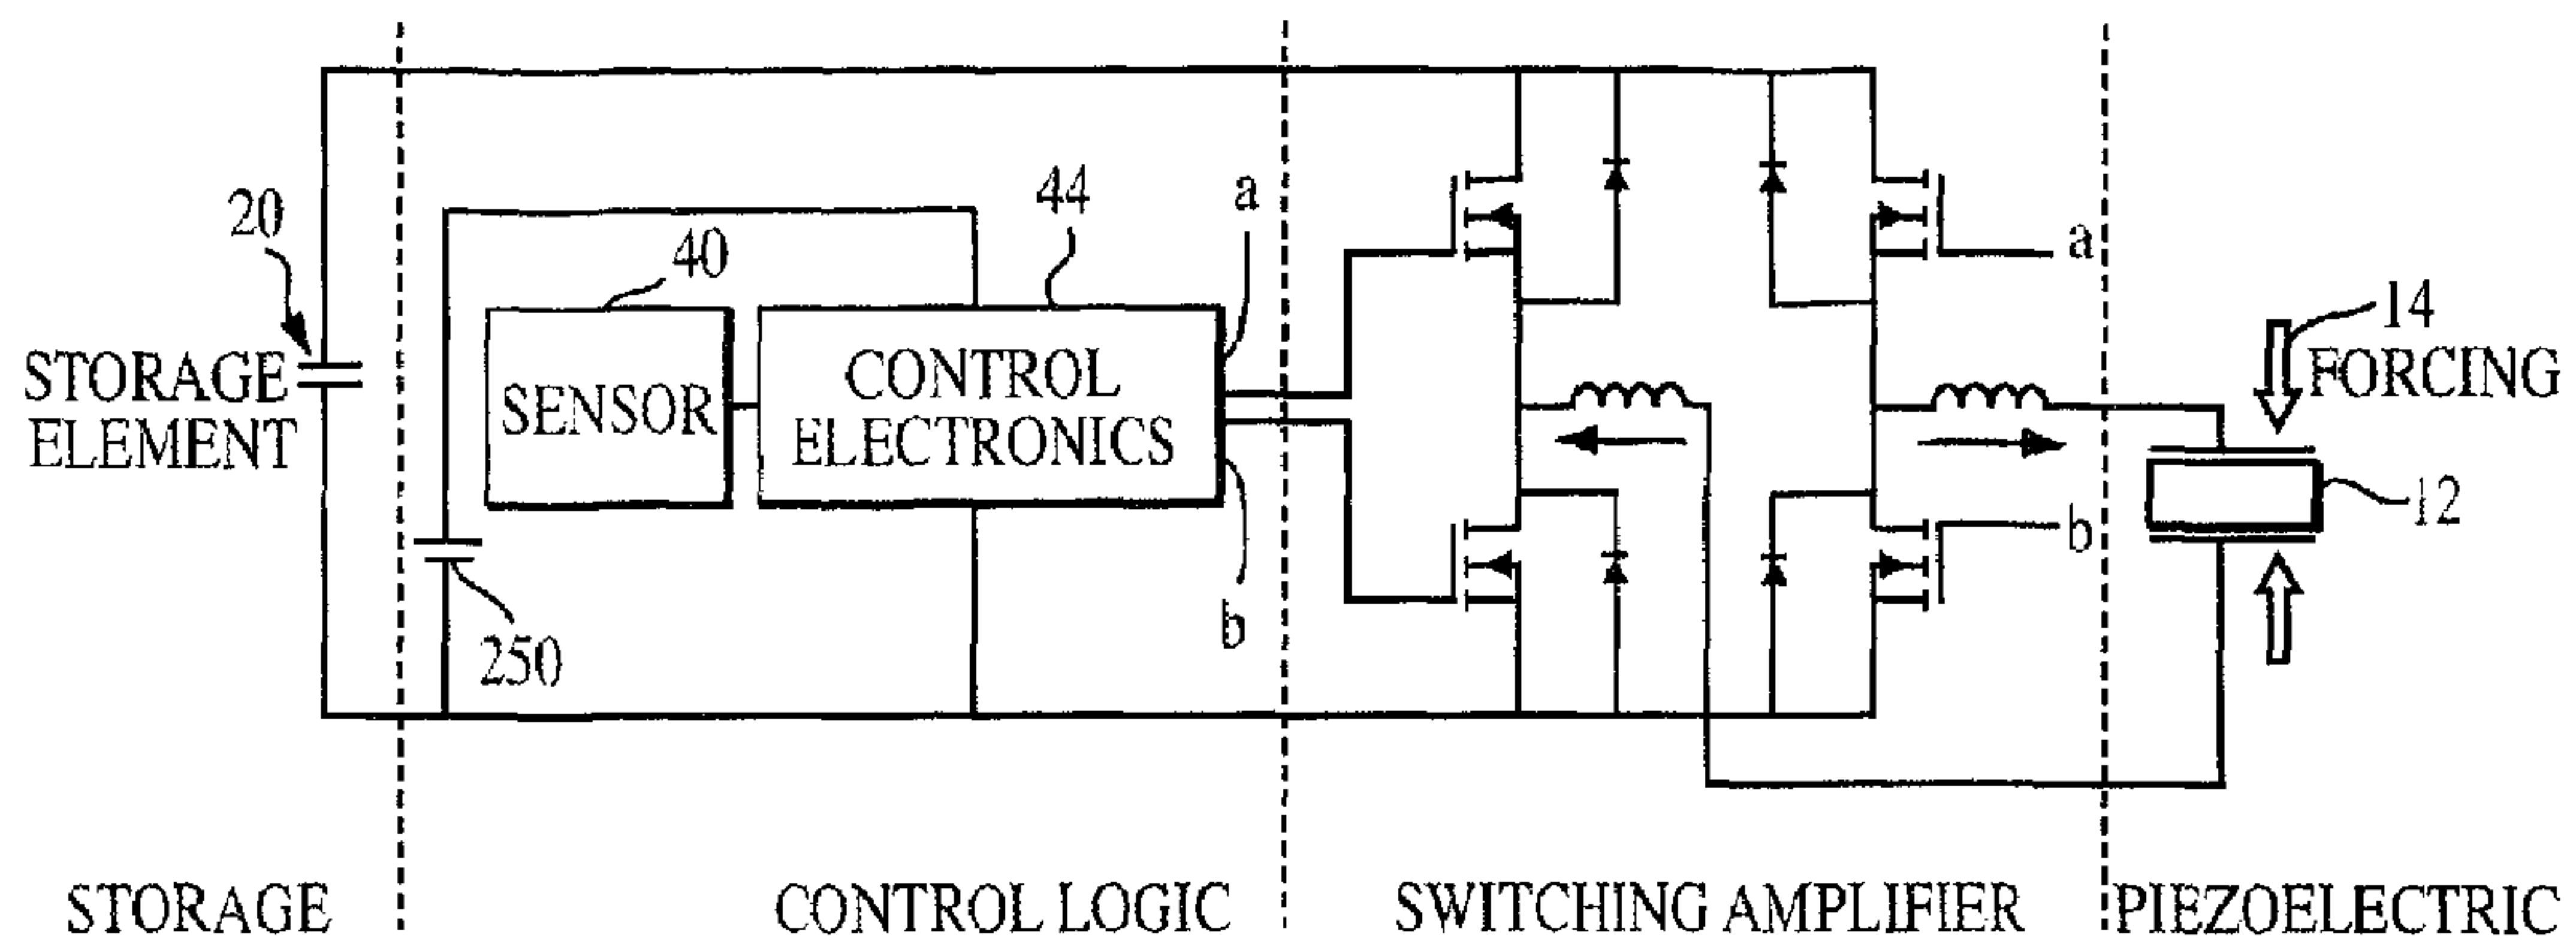 20
STORAGE
ELEMENT
250
40
SENSOR
44
CONTROL
ELECTRONICS
a
b
a
b
14
FORCING
12
STORAGE
CONTROL LOGIC
SWITCHING AMPLIFIER
PIEZOELECTRIC